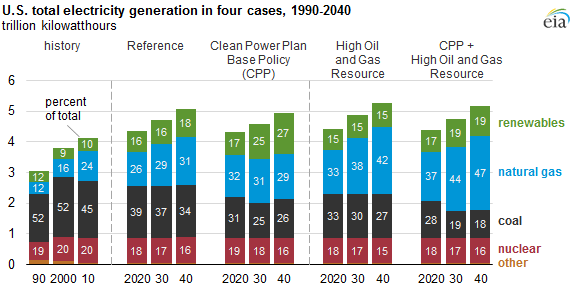 U.S. total electricity generation in four cases, 1990-2040
trillion kilowatthours
eia
history
Reference
Clean Power Plan
Base Policy
(CPP)
High Oil
and Gas
Resource
CPP +
High Oil and Gas
Resource
percent
of total
6
5
4
3
2
1
0
12 12 52 19
9 16 52 20
10 24 45 20
16 26 39 18
16 29 37 17
18 31 34 16
17 32 31 19
25 31 25 18
27 29 26 16
15 33 33 18
15 38 30 17
15 42 27 15
17 37 28 18
19 44 19 17
19 47 18 16
renewables
natural gas
coal
nuclear
other
90 2000 10
2020 30 40
2020 30 40
2020 30 40
2020 30 40